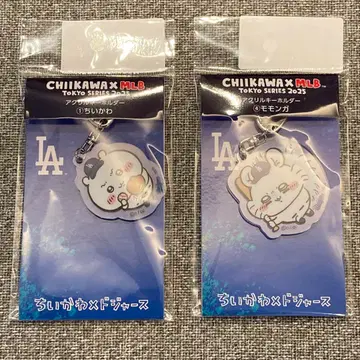 CHIIKAWA × MLB
TOKYO SERIES 2025
アクリルキーホルダー
①ちいかわ
LA
ちいかわ×ドジャース
CHIIKAWA × MLB
TOKYO SERIES 2025
アクリルキーホルダー
④モモンガ
LA
ちいかわ×ドジャース